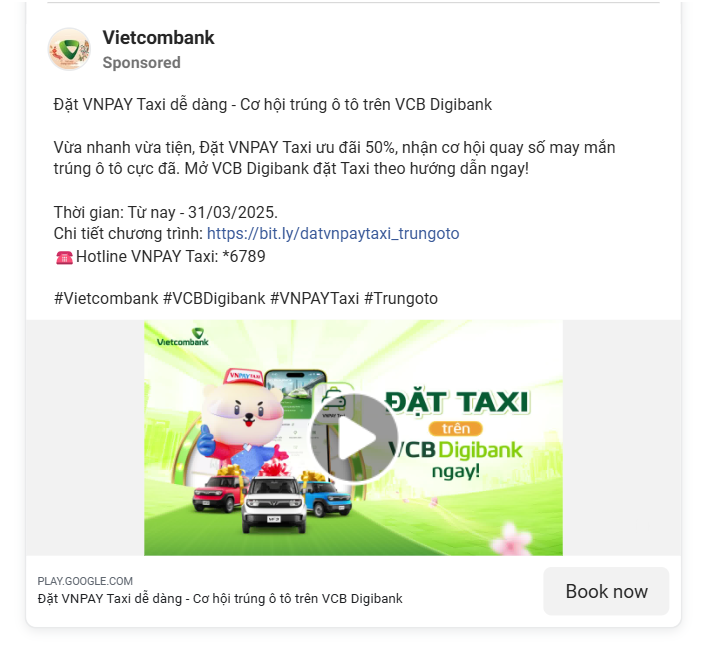 Vietcombank
Sponsored
Đặt VNPAY Taxi dễ dàng - Cơ hội trúng ô tô trên VCB Digibank
Vừa nhanh vừa tiện, Đặt VNPAY Taxi ưu đãi 50%, nhận cơ hội quay số may mắn
trúng ô tô cực đã. Mở VCB Digibank đặt Taxi theo hướng dẫn ngay!
Thời gian: Từ nay - 31/03/2025.
Chi tiết chương trình: https://bit.ly/datvnpaytaxi_trungoto
☎️Hotline VNPAY Taxi: *6789
#Vietcombank #VCBDigibank #VNPAYTaxi #Trungoto
Vietcombank
VNPAY TAXI
VNPAY Taxi
ĐẶT TAXI
trên
VCB Digibank
ngay!
PLAY.GOOGLE.COM
Đặt VNPAY Taxi dễ dàng - Cơ hội trúng ô tô trên VCB Digibank
Book now